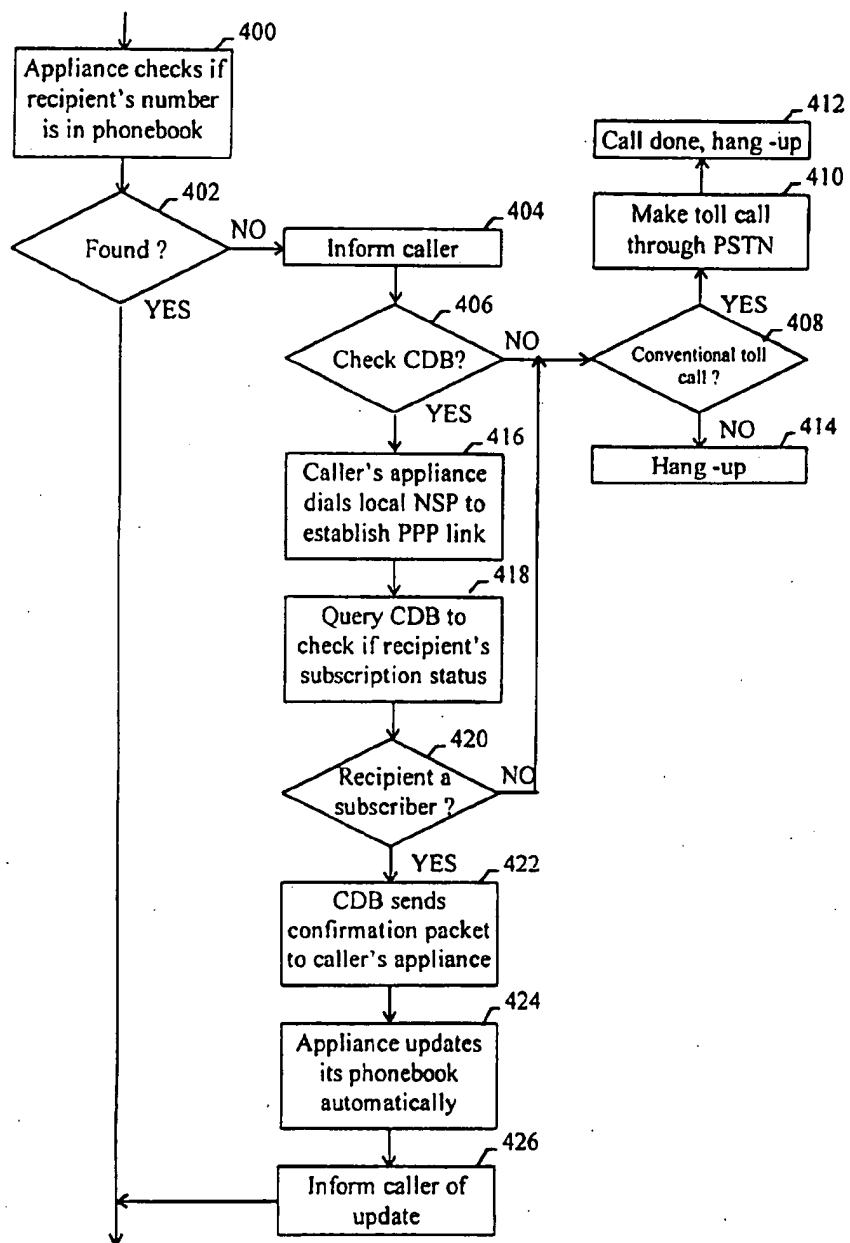 400
Appliance checks if
recipient's number
is in phonebook
402
Found ?
NO
YES
404
Inform caller
406
Check CDB?
NO
YES
412
Call done, hang -up
410
Make toll call
through PSTN
YES
408
Conventional toll
call ?
NO
414
Hang -up
416
Caller's appliance
dials local NSP to
establish PPP link
418
Query CDB to
check if recipient's
subscription status
420
Recipient a
subscriber ?
NO
YES
422
CDB sends
confirmation packet
to caller's appliance
424
Appliance updates
its phonebook
automatically
426
Inform caller of
update